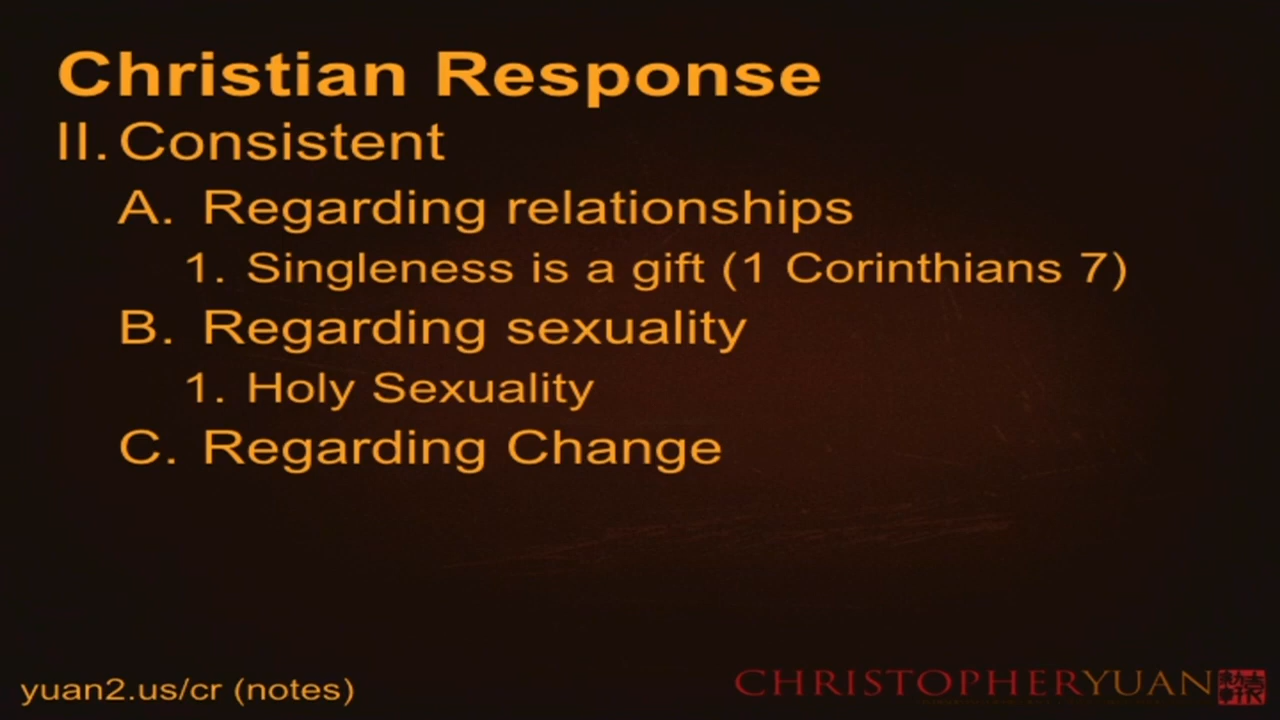 Christian Response
II. Consistent
A. Regarding relationships
1. Singleness is a gift (1 Corinthians 7)
B. Regarding sexuality
1. Holy Sexuality
C. Regarding Change
yuan2.us/cr (notes)
CHRISTOPHERYUAN